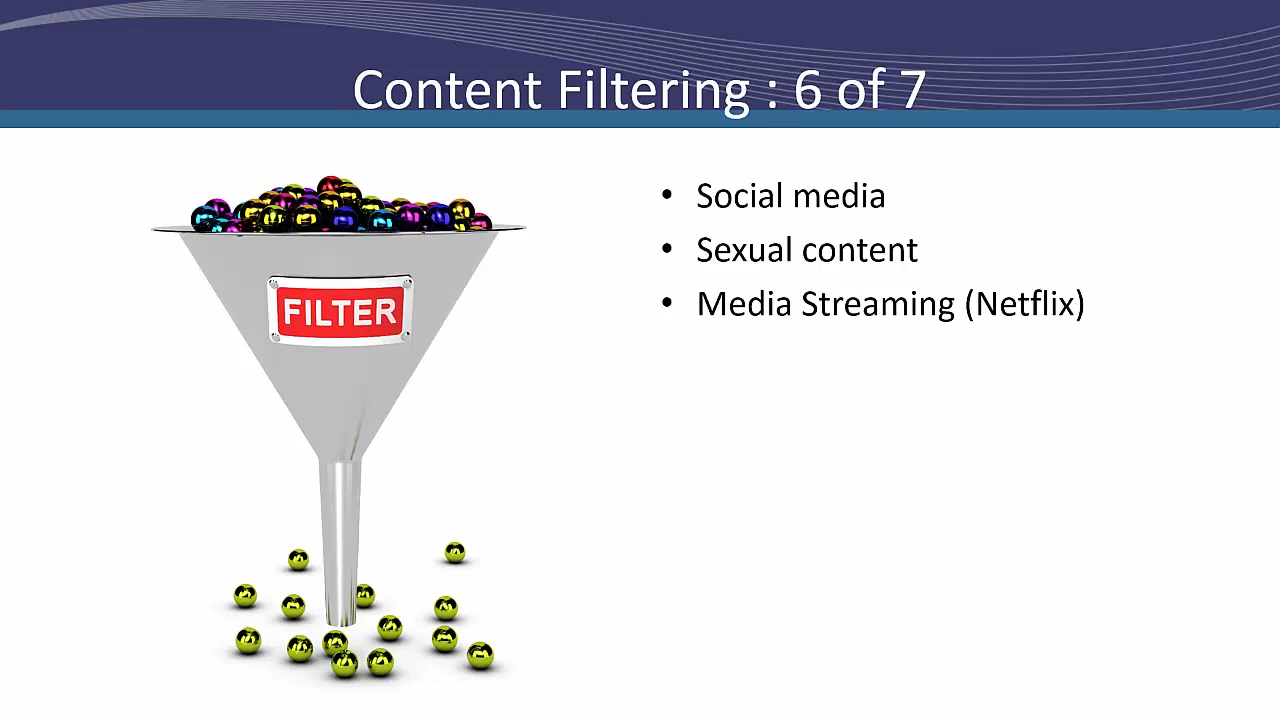 Content Filtering : 6 of 7
FILTER
• Social media
• Sexual content
• Media Streaming (Netflix)